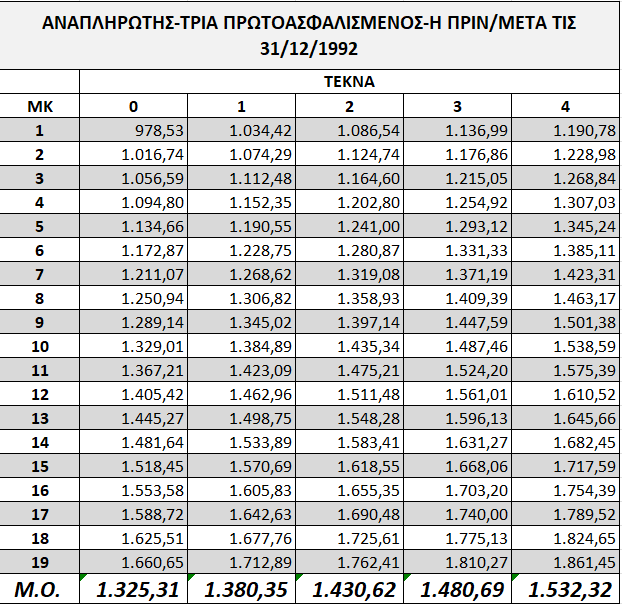 ΑΝΑΠΛΗΡΩΤΗΣ-ΤΡΙΑ ΠΡΩΤΟΑΣΦΑΛΙΣΜΕΝΟΣ-Η ΠΡΙΝ/ΜΕΤΑ ΤΙΣ
31/12/1992
ΤΕΚΝΑ
ΜΚ 0 1 2 3 4
1 978,53 1.034,42 1.086,54 1.136,99 1.190,78
2 1.016,74 1.074,29 1.124,74 1.176,86 1.228,98
3 1.056,59 1.112,48 1.164,60 1.215,05 1.268,84
4 1.094,80 1.152,35 1.202,80 1.254,92 1.307,03
5 1.134,66 1.190,55 1.241,00 1.293,12 1.345,24
6 1.172,87 1.228,75 1.280,87 1.331,33 1.385,11
7 1.211,07 1.268,62 1.319,08 1.371,19 1.423,31
8 1.250,94 1.306,82 1.358,93 1.409,39 1.463,17
9 1.289,14 1.345,02 1.397,14 1.447,59 1.501,38
10 1.329,01 1.384,89 1.435,34 1.487,46 1.538,59
11 1.367,21 1.423,09 1.475,21 1.524,20 1.575,39
12 1.405,42 1.462,96 1.511,48 1.561,01 1.610,52
13 1.445,27 1.498,75 1.548,28 1.596,13 1.645,66
14 1.481,64 1.533,89 1.583,41 1.631,27 1.682,45
15 1.518,45 1.570,69 1.618,55 1.668,06 1.717,59
16 1.553,58 1.605,83 1.655,35 1.703,20 1.754,39
17 1.588,72 1.642,63 1.690,48 1.740,00 1.789,52
18 1.625,51 1.677,76 1.725,61 1.775,13 1.824,65
19 1.660,65 1.712,89 1.762,41 1.810,27 1.861,45
Μ.Ο. 1.325,31 1.380,35 1.430,62 1.480,69 1.532,32